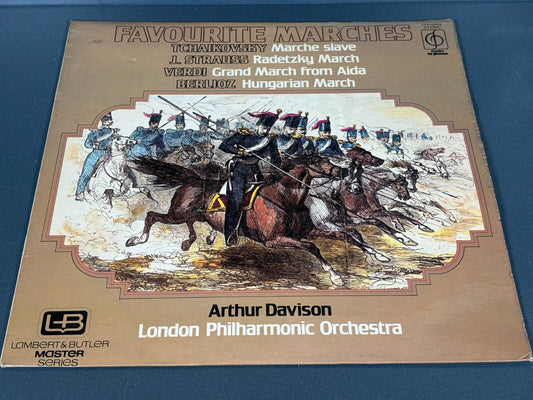 FAVOURITE MARCHES
TCHAIKOVSKY Marche slave
J. STRAUSS Radetzky March
VERDI Grand March from Aida
BERLIOZ Hungarian March
Arthur Davison
London Philharmonic Orchestra
LB
LAMBERT & BUTLER
MASTER
SERIES